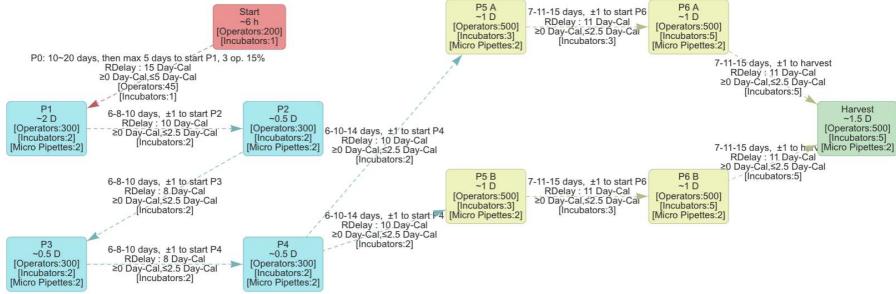 Start
~6 h
[Operators:200]
[Incubators:1]
P0: 10~20 days, then max 5 days to start P1, 3 op. 15%
RDelay : 15 Day-Cal
≥0 Day-Cal,≤5 Day-Cal
[Operators:45]
[Incubators:1]
P1
~2 D
[Operators:300]
[Incubators:2]
[Micro Pipettes:2]
6-8-10 days, ±1 to start P2
RDelay : 10 Day-Cal
≥0 Day-Cal,≤2.5 Day-Cal
[Incubators:2]
P2
~0.5 D
[Operators:300]
[Incubators:2]
[Micro Pipettes:2]
6-8-10 days, ±1 to start P3
RDelay : 8 Day-Cal
≥0 Day-Cal,≤2.5 Day-Cal
[Incubators:2]
P3
~0.5 D
[Operators:300]
[Incubators:2]
[Micro Pipettes:2]
6-8-10 days, ±1 to start P4
RDelay : 8 Day-Cal
≥0 Day-Cal,≤2.5 Day-Cal
[Incubators:2]
P4
~0.5 D
[Operators:300]
[Incubators:2]
[Micro Pipettes:2]
6-10-14 days, ±1 to start P4
RDelay : 10 Day-Cal
≥0 Day-Cal,≤2.5 Day-Cal
[Incubators:2]
6-10-14 days, ±1 to start P4
RDelay : 10 Day-Cal
≥0 Day-Cal,≤2.5 Day-Cal
[Incubators:2]
P5 A
~1 D
[Operators:500]
[Incubators:3]
[Micro Pipettes:2]
7-11-15 days, ±1 to start P6
RDelay : 11 Day-Cal
≥0 Day-Cal,≤2.5 Day-Cal
[Incubators:3]
P6 A
~1 D
[Operators:500]
[Incubators:5]
[Micro Pipettes:2]
7-11-15 days, ±1 to harvest
RDelay : 11 Day-Cal
≥0 Day-Cal,≤2.5 Day-Cal
[Incubators:5]
P5 B
~1 D
[Operators:500]
[Incubators:3]
[Micro Pipettes:2]
7-11-15 days, ±1 to start P6
RDelay : 11 Day-Cal
≥0 Day-Cal,≤2.5 Day-Cal
[Incubators:3]
P6 B
~1 D
[Operators:500]
[Incubators:5]
[Micro Pipettes:2]
7-11-15 days, ±1 to
RDelay : 11 Day-Cal
≥0 Day-Cal,≤2.5 Day-Cal
[Incubators:5]
Harvest
~1.5 D
[Operators:500]
[Incubators:2]
[Micro Pipettes:2]